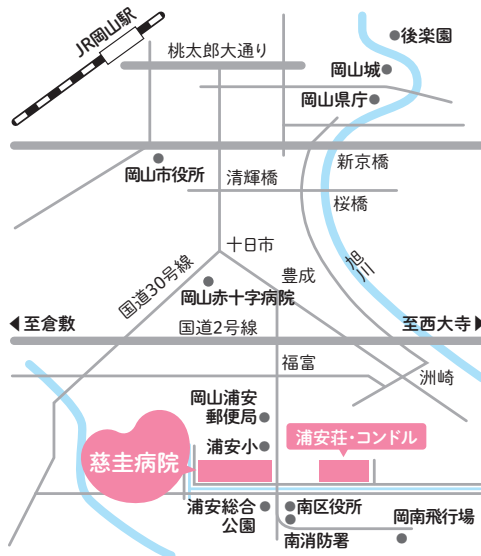 JR岡山駅
桃太郎大通り
後楽園
岡山城
岡山県庁
新京橋
岡山市役所
清輝橋
桜橋
十日市
旭川
国道30号線
豊成
岡山赤十字病院
至倉敷
国道2号線
至西大寺
福富
洲崎
岡山浦安
郵便局
浦安荘・コンドル
浦安小
慈圭病院
浦安総合
公園
南区役所
岡南飛行場
南消防署